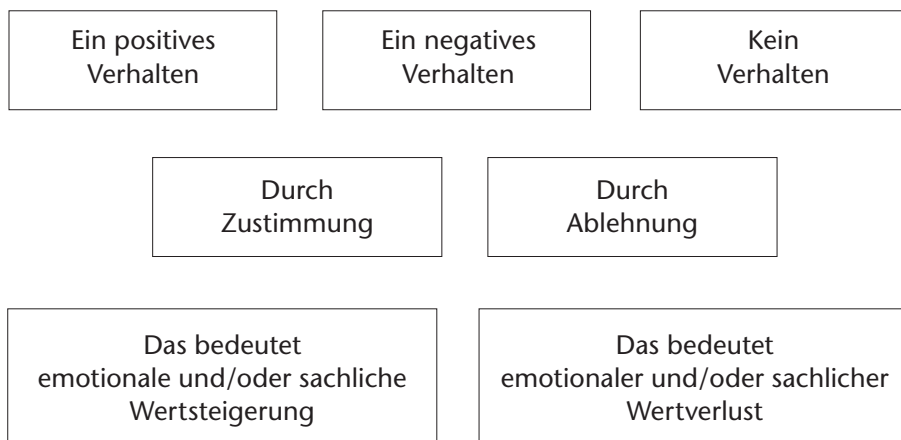 Ein positives
Verhalten
Ein negatives
Verhalten
Kein
Verhalten
Durch
Zustimmung
Durch
Ablehnung
Das bedeutet
emotionale und/oder sachliche
Wertsteigerung
Das bedeutet
emotionaler und/oder sachlicher
Wertverlust